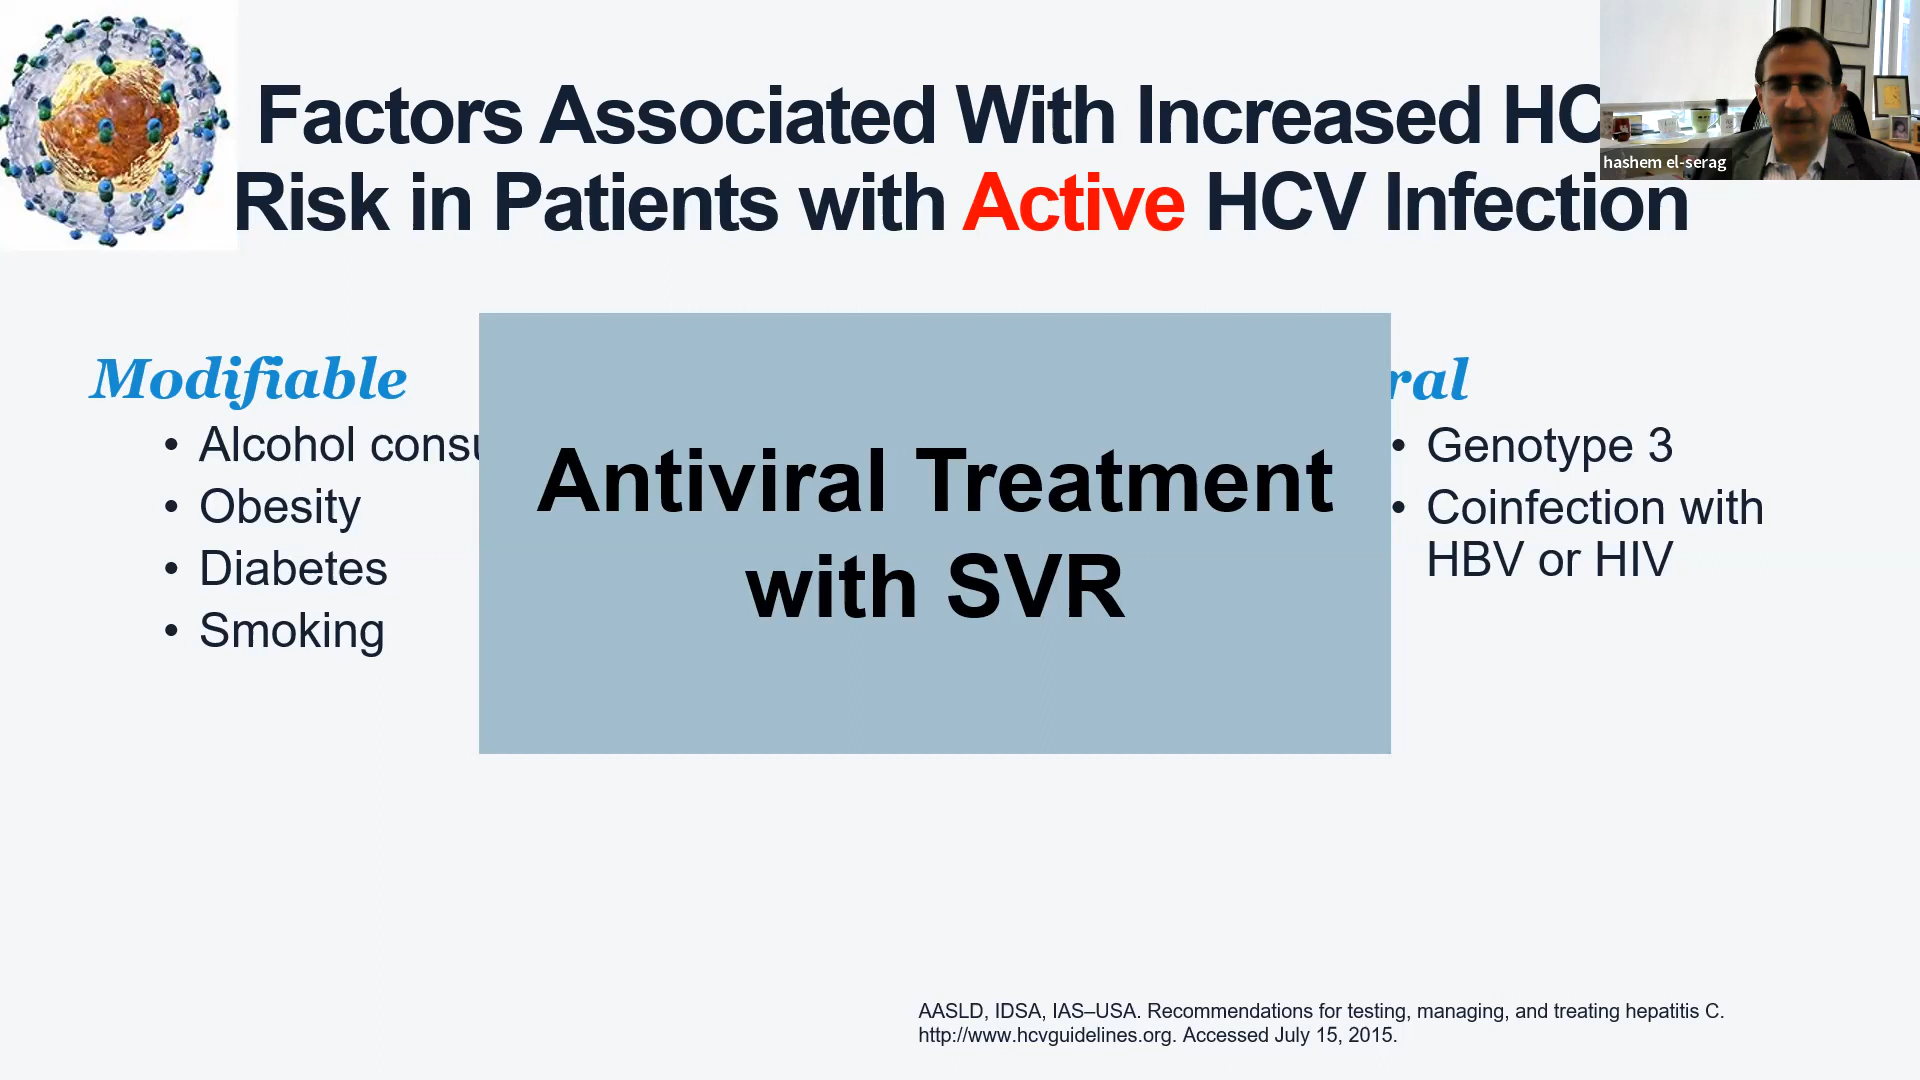 Factors Associated With Increased HC
Risk in Patients with Active HCV Infection
hashem el-serag
Modifiable
• Alcohol consu
• Obesity
• Diabetes
• Smoking
Antiviral Treatment
with SVR
ral
• Genotype 3
• Coinfection with
HBV or HIV
AASLD, IDSA, IAS–USA. Recommendations for testing, managing, and treating hepatitis C.
http://www.hcvguidelines.org. Accessed July 15, 2015.